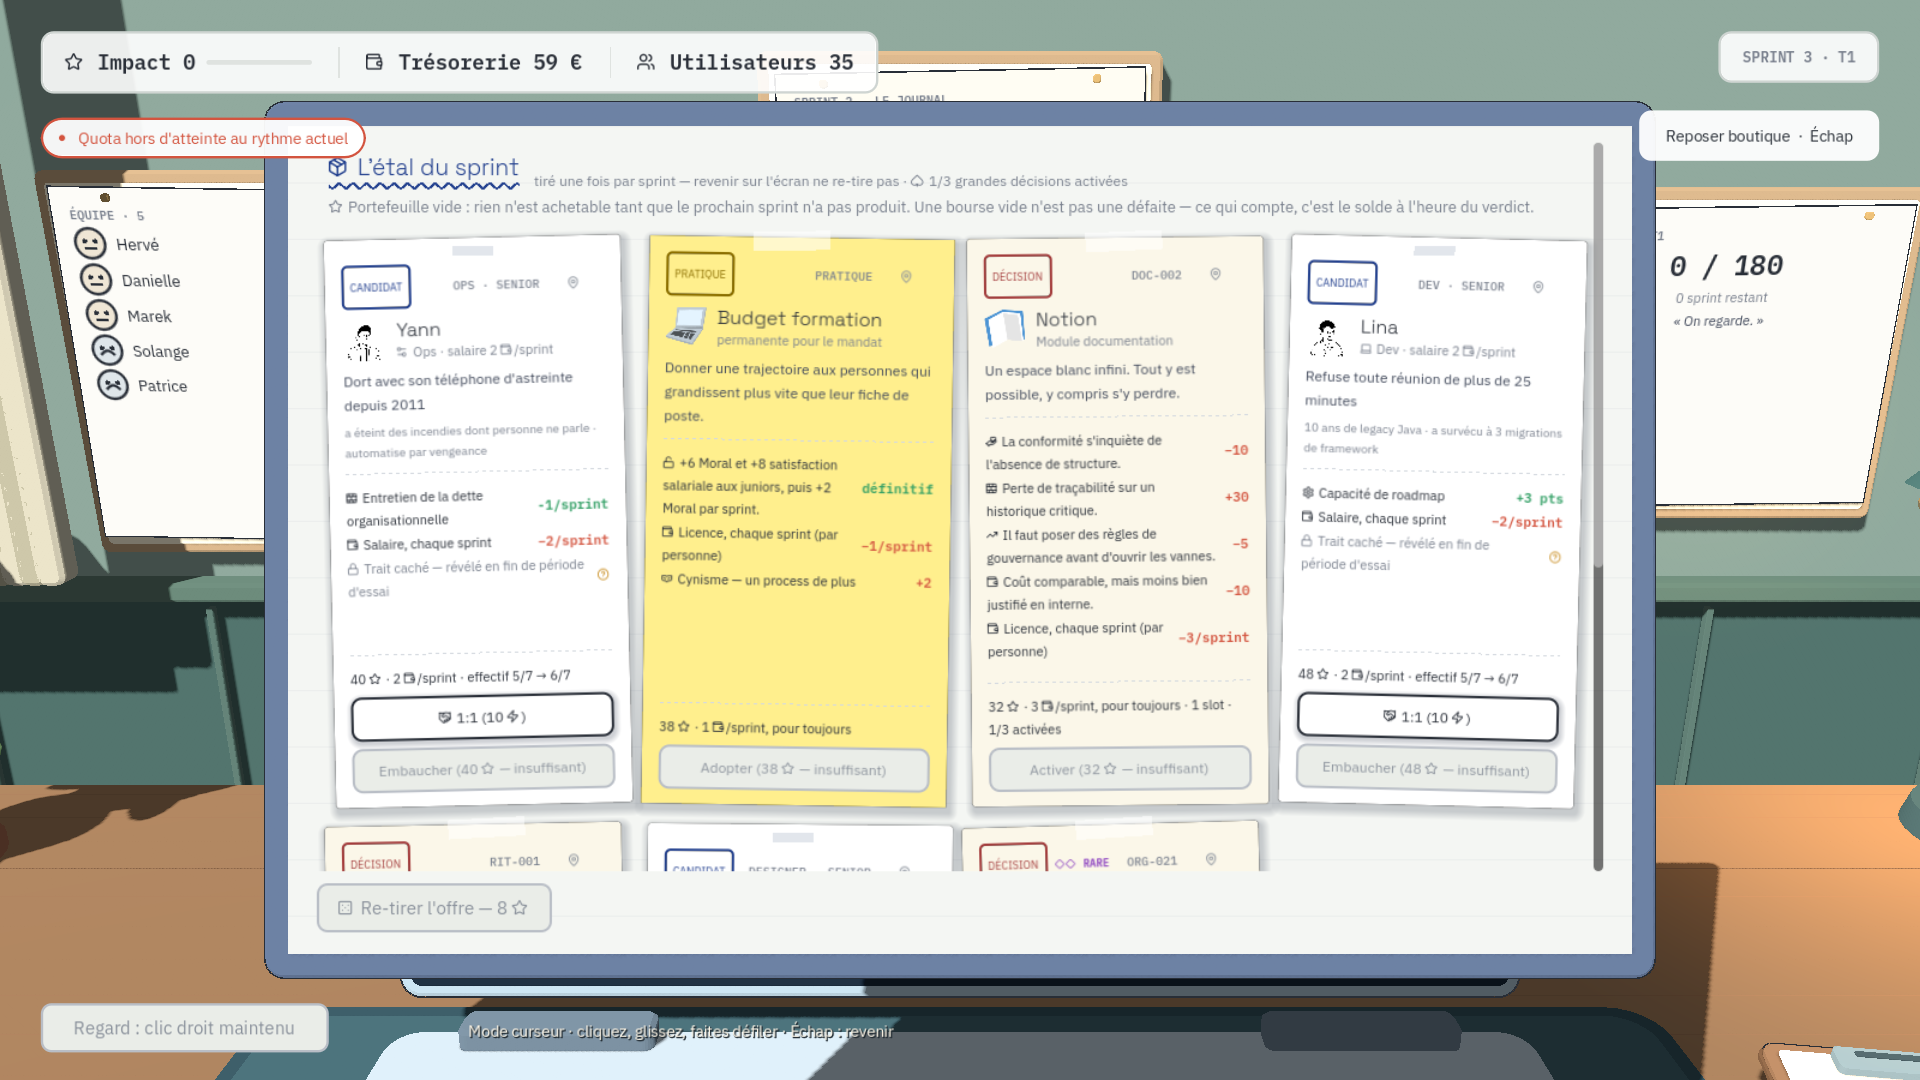 Impact 0
Trésorerie 59 €
Utilisateurs 35
SPRINT 3 · T1
SPRINT 2 LE JOURNAL
• Quota hors d'atteinte au rythme actuel
Reposer boutique · Échap
L'étal du sprint
tiré une fois par sprint — revenir sur l'écran ne re-tire pas · 1/3 grandes décisions activées
Portefeuille vide : rien n'est achetable tant que le prochain sprint n'a pas produit. Une bourse vide n'est pas une défaite — ce qui compte, c'est le solde à l'heure du verdict.
ÉQUIPE · 5
Hervé
Danielle
Marek
Solange
Patrice
T1
0 / 180
0 sprint restant
« On regarde. »
CANDIDAT
OPS · SENIOR
Yann
Ops · salaire 2 /sprint
Dort avec son téléphone d'astreinte
depuis 2011
a éteint des incendies dont personne ne parle ·
automatise par vengeance
Entretien de la dette
organisationnelle
-1/sprint
Salaire, chaque sprint
−2/sprint
Trait caché — révélé en fin de période
d'essai
40 · 2 /sprint · effectif 5/7 → 6/7
1:1 (10 )
Embaucher (40 — insuffisant)
PRATIQUE
PRATIQUE
Budget formation
permanente pour le mandat
Donner une trajectoire aux personnes qui
grandissent plus vite que leur fiche de
poste.
+6 Moral et +8 satisfaction
salariale aux juniors, puis +2
Moral par sprint.
définitif
Licence, chaque sprint (par
personne)
−1/sprint
Cynisme — un process de plus
+2
38 · 1 /sprint, pour toujours
Adopter (38 — insuffisant)
DÉCISION
DOC-002
Notion
Module documentation
Un espace blanc infini. Tout y est
possible, y compris s'y perdre.
La conformité s'inquiète de
l'absence de structure.
−10
Perte de traçabilité sur un
historique critique.
+30
Il faut poser des règles de
gouvernance avant d'ouvrir les vannes.
−5
Coût comparable, mais moins bien
justifié en interne.
−10
Licence, chaque sprint (par
personne)
−3/sprint
32 · 3 /sprint, pour toujours · 1 slot ·
1/3 activées
Activer (32 — insuffisant)
CANDIDAT
DEV · SENIOR
Lina
Dev · salaire 2 /sprint
Refuse toute réunion de plus de 25
minutes
10 ans de legacy Java · a survécu à 3 migrations
de framework
Capacité de roadmap
+3 pts
Salaire, chaque sprint
−2/sprint
Trait caché — révélé en fin de
période d'essai
48 · 2 /sprint · effectif 5/7 → 6/7
1:1 (10 )
Embaucher (48 — insuffisant)
DÉCISION
RIT-001
CANDIDAT
DESIGNER · SENIOR
DÉCISION
RARE
ORG-021
Re-tirer l'offre — 8
Regard : clic droit maintenu
Mode curseur · cliquez, glissez, faites défiler · Échap : revenir